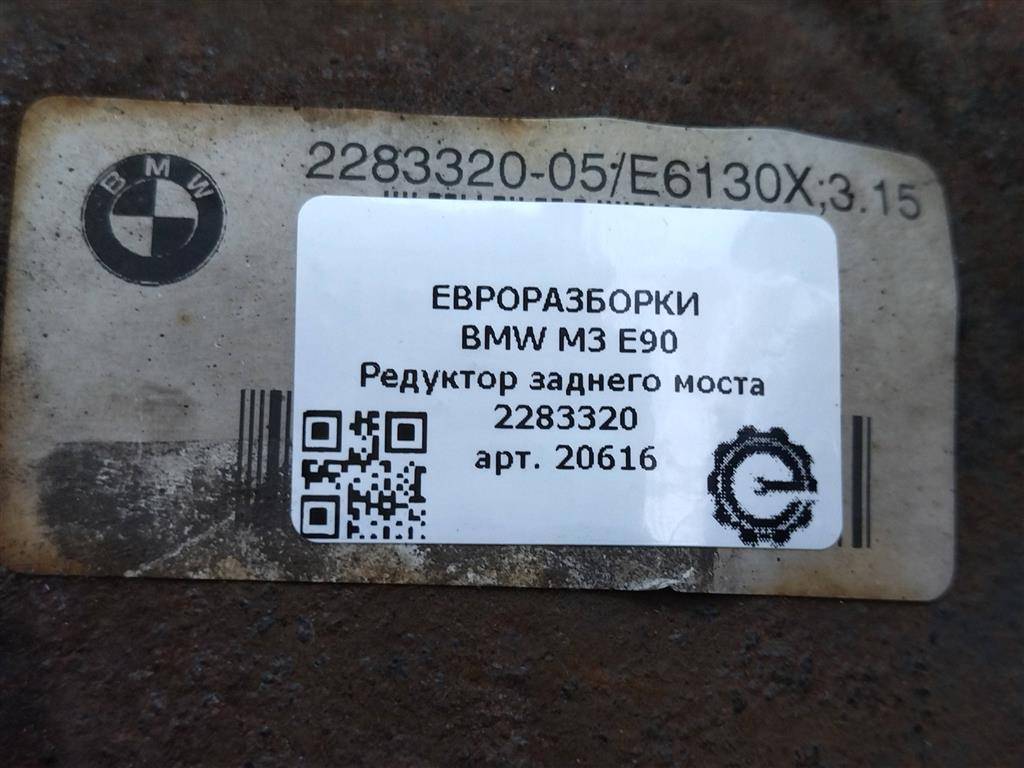 BMW
2283320-05/E6130X;3.15
ЕВРОРАЗБОРКИ
BMW M3 E90
Редуктор заднего моста
2283320
арт. 20616